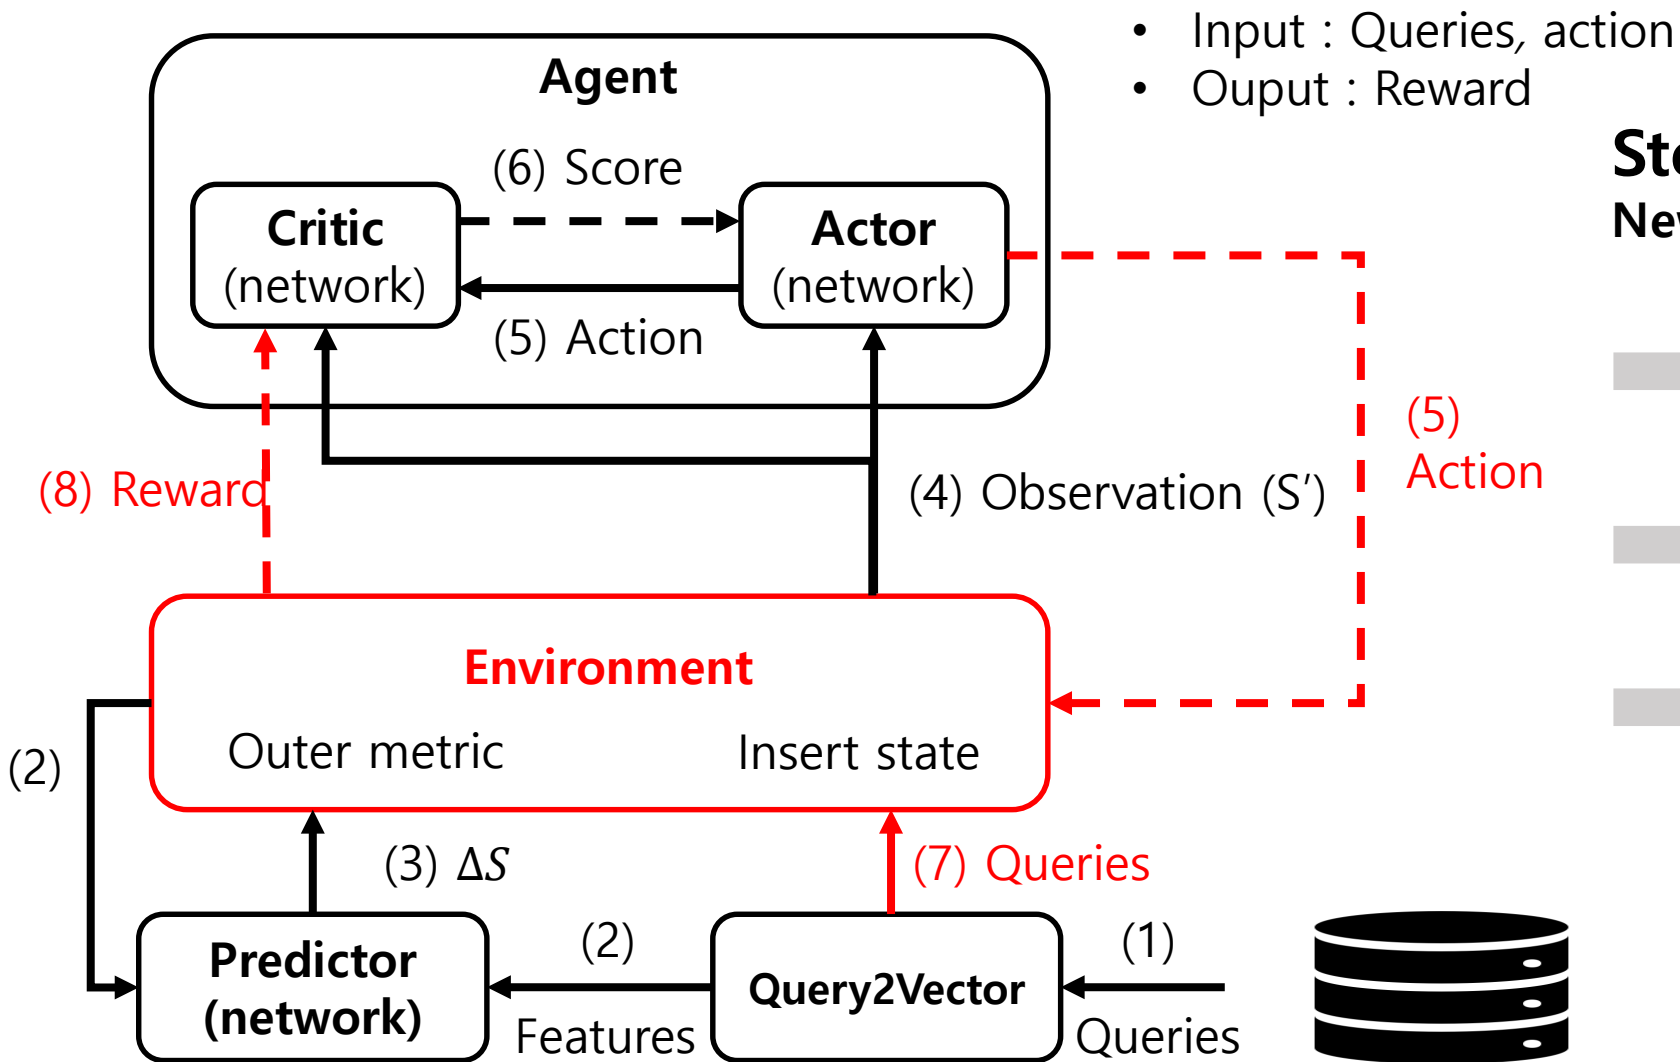 • Input : Queries, action
• Ouput : Reward
Agent
(6) Score
Critic
(network)
Actor
(network)
(5) Action
(5)
Action
(8) Reward
(4) Observation (S’)
Environment
Outer metric
Insert state
(2)
(3) ΔS
(7) Queries
Predictor
(network)
(2)
Features
Query2Vector
(1)
Queries